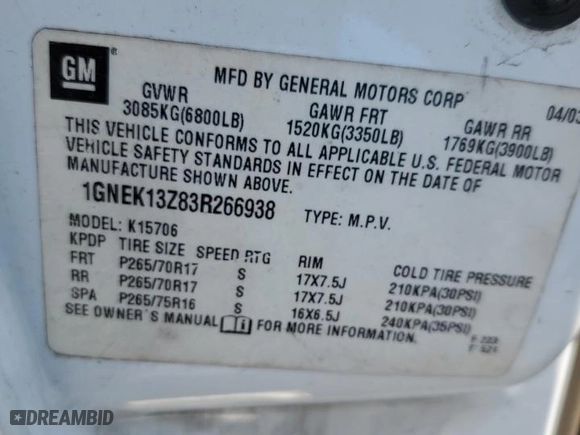 GM
MFD BY GENERAL MOTORS CORP 04/03
GVWR GAWR FRT GAWR RR
3085KG(6800LB) 1520KG(3350LB) 1769KG(3900LB)
THIS VEHICLE CONFORMS TO ALL APPLICABLE U.S. FEDERAL MOTOR
VEHICLE SAFETY STANDARDS IN EFFECT ON THE DATE OF
MANUFACTURE SHOWN ABOVE.
1GNEK13Z83R266938 TYPE: M.P.V.
MODEL: K15706
KPDP TIRE SIZE SPEED RTG RIM COLD TIRE PRESSURE
FRT P265/70R17 S 17X7.5J 210KPA(30PSI)
RR P265/70R17 S 17X7.5J 210KPA(30PSI)
SPA P265/75R16 S 16X6.5J 240KPA(35PSI)
SEE OWNER'S MANUAL FOR MORE INFORMATION.
DREAMBID